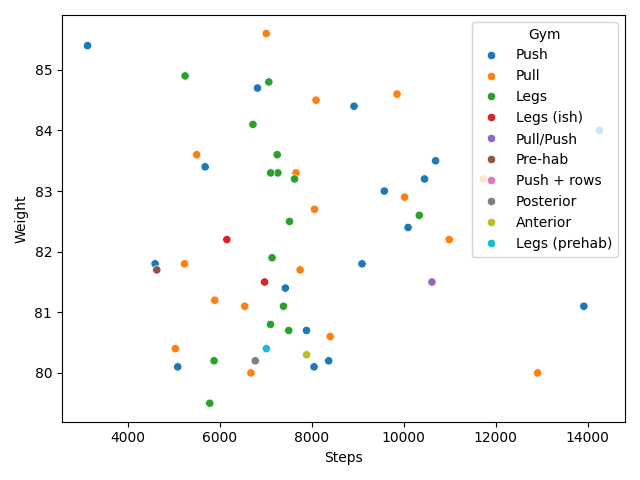 Gym
Push
Pull
Legs
Legs (ish)
Pull/Push
Pre-hab
Push + rows
Posterior
Anterior
Legs (prehab)
85
84
83
82
81
80
Weight
4000 6000 8000 10000 12000 14000
Steps